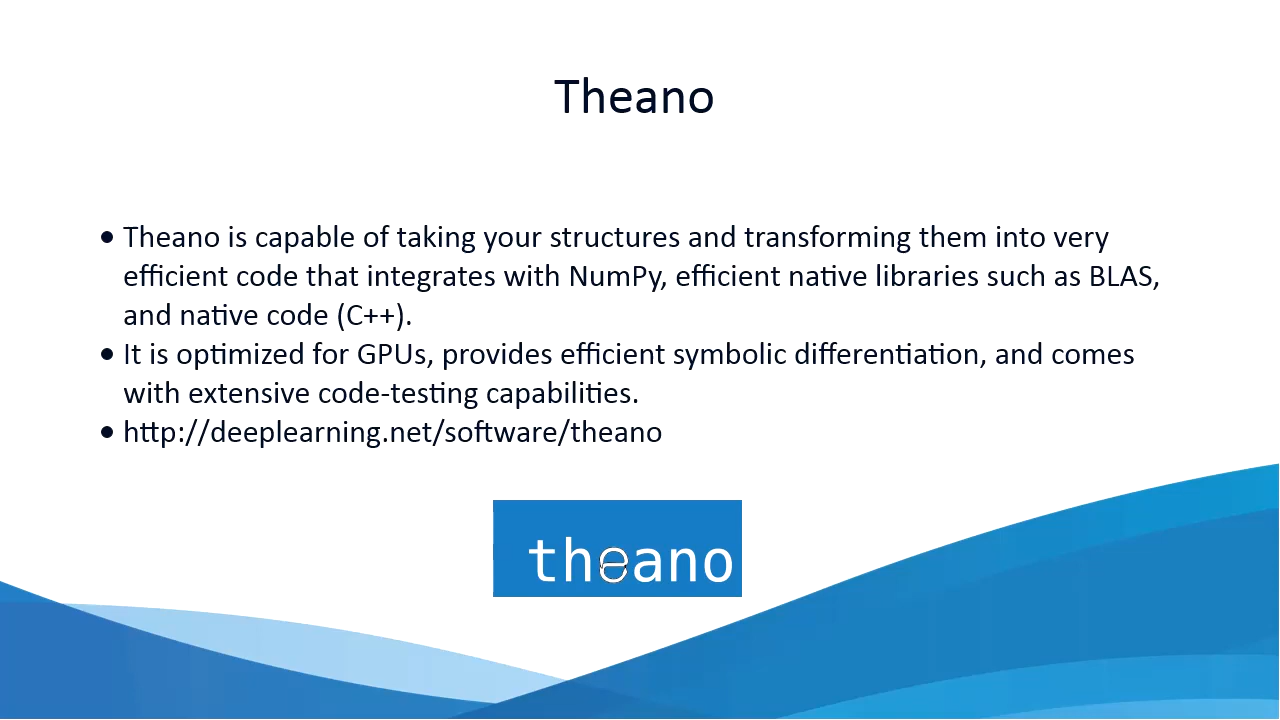 Theano
• Theano is capable of taking your structures and transforming them into very
efficient code that integrates with NumPy, efficient native libraries such as BLAS,
and native code (C++).
• It is optimized for GPUs, provides efficient symbolic differentiation, and comes
with extensive code-testing capabilities.
• http://deeplearning.net/software/theano
theano